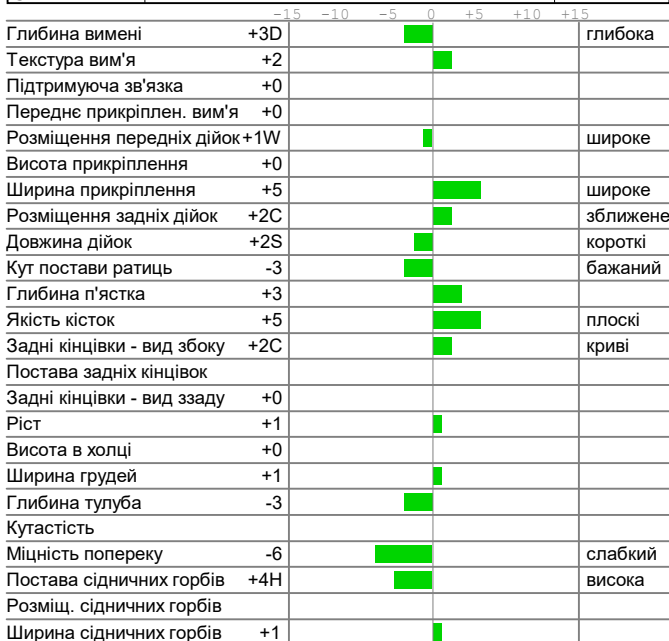 -15 -10 -5 0 +5 +10 +15
Глибина вимені +3D глибока
Текстура вим'я +2
Підтримуюча зв'язка +0
Переднє прикріплен. вим'я +0
Розміщення передніх дійок +1W широке
Висота прикріплення +0
Ширина прикріплення +5 широке
Розміщення задніх дійок +2C зближене
Довжина дійок +2S короткі
Кут постави ратиць -3 бажаний
Глибина п'ястка +3
Якість кісток +5 плоскі
Задні кінцівки - вид збоку +2C криві
Постава задніх кінцівок
Задні кінцівки - вид ззаду +0
Ріст +1
Висота в холці +0
Ширина грудей +1
Глибина тулуба -3
Кутастість
Міцність попереку -6 слабкий
Постава сідничних горбів +4H висока
Розміщ. сідничних горбів
Ширина сідничних горбів +1